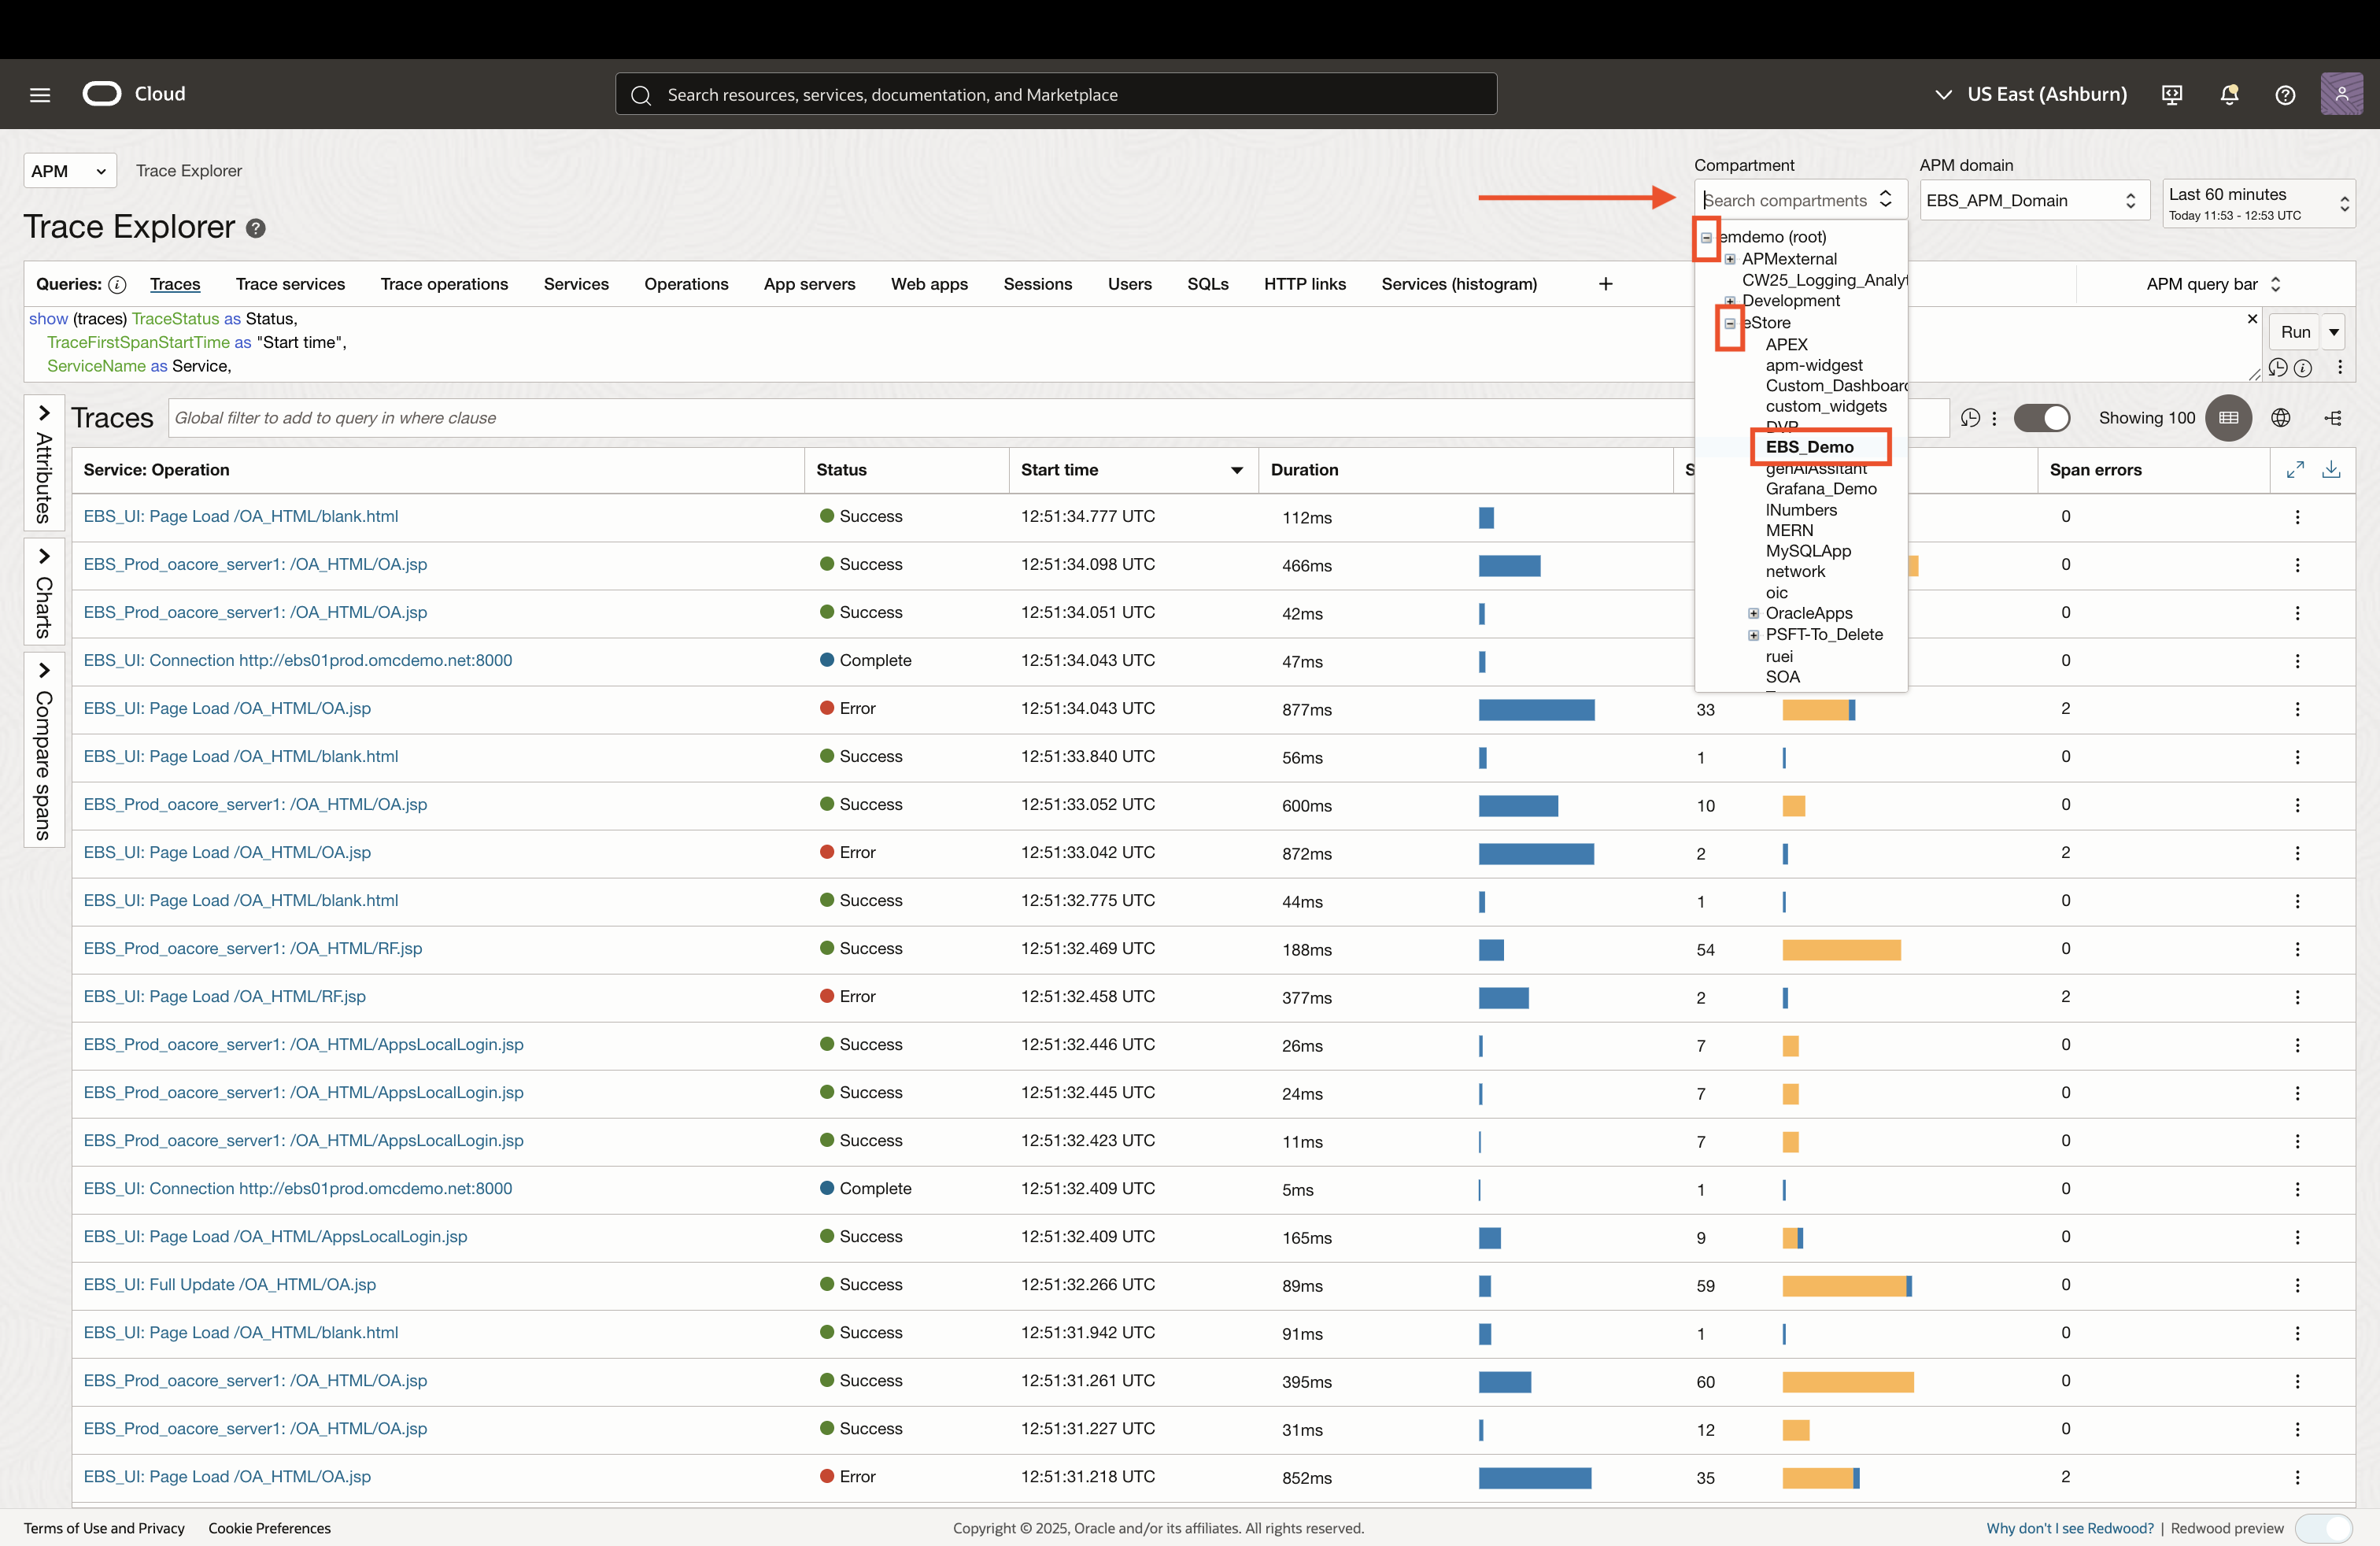 Cloud
Search resources, services, documentation, and Marketplace
US East (Ashburn)
APM
Trace Explorer
Compartment
APM domain
Search compartments
EBS_APM_Domain
Last 60 minutes
Today 11:53 - 12:53 UTC
Trace Explorer
emdemo (root)
APMexternal
CW25_Logging_Analyt
Development
eStore
APEX
apm-widgest
Custom_Dashboard
custom_widgets
DVP
EBS_Demo
genAIAssitant
Grafana_Demo
INumbers
MERN
MySQLApp
network
oic
OracleApps
PSFT-To_Delete
ruei
SOA
Queries: Traces Trace services Trace operations Services Operations App servers Web apps Sessions Users SQLs HTTP links Services (histogram) + APM query bar
show (traces) TraceStatus as Status,
TraceFirstSpanStartTime as "Start time",
ServiceName as Service,
Run
Attributes
Charts
Compare spans
Traces Global filter to add to query in where clause Showing 100
Service: Operation Status Start time Duration S Span errors
EBS_UI: Page Load /OA_HTML/blank.html Success 12:51:34.777 UTC 112ms 0
EBS_Prod_oacore_server1: /OA_HTML/OA.jsp Success 12:51:34.098 UTC 466ms 0
EBS_Prod_oacore_server1: /OA_HTML/OA.jsp Success 12:51:34.051 UTC 42ms 0
EBS_UI: Connection http://ebs01prod.omcdemo.net:8000 Complete 12:51:34.043 UTC 47ms 0
EBS_UI: Page Load /OA_HTML/OA.jsp Error 12:51:34.043 UTC 877ms 33 2
EBS_UI: Page Load /OA_HTML/blank.html Success 12:51:33.840 UTC 56ms 1 0
EBS_Prod_oacore_server1: /OA_HTML/OA.jsp Success 12:51:33.052 UTC 600ms 10 0
EBS_UI: Page Load /OA_HTML/OA.jsp Error 12:51:33.042 UTC 872ms 2 2
EBS_UI: Page Load /OA_HTML/blank.html Success 12:51:32.775 UTC 44ms 1 0
EBS_Prod_oacore_server1: /OA_HTML/RF.jsp Success 12:51:32.469 UTC 188ms 54 0
EBS_UI: Page Load /OA_HTML/RF.jsp Error 12:51:32.458 UTC 377ms 2 2
EBS_Prod_oacore_server1: /OA_HTML/AppsLocalLogin.jsp Success 12:51:32.446 UTC 26ms 7 0
EBS_Prod_oacore_server1: /OA_HTML/AppsLocalLogin.jsp Success 12:51:32.445 UTC 24ms 7 0
EBS_Prod_oacore_server1: /OA_HTML/AppsLocalLogin.jsp Success 12:51:32.423 UTC 11ms 7 0
EBS_UI: Connection http://ebs01prod.omcdemo.net:8000 Complete 12:51:32.409 UTC 5ms 1 0
EBS_UI: Page Load /OA_HTML/AppsLocalLogin.jsp Success 12:51:32.409 UTC 165ms 9 0
EBS_UI: Full Update /OA_HTML/OA.jsp Success 12:51:32.266 UTC 89ms 59 0
EBS_UI: Page Load /OA_HTML/blank.html Success 12:51:31.942 UTC 91ms 1 0
EBS_Prod_oacore_server1: /OA_HTML/OA.jsp Success 12:51:31.261 UTC 395ms 60 0
EBS_Prod_oacore_server1: /OA_HTML/OA.jsp Success 12:51:31.227 UTC 31ms 12 0
EBS_UI: Page Load /OA_HTML/OA.jsp Error 12:51:31.218 UTC 852ms 35 2
Terms of Use and Privacy Cookie Preferences Copyright © 2025, Oracle and/or its affiliates. All rights reserved. Why don't I see Redwood? | Redwood preview